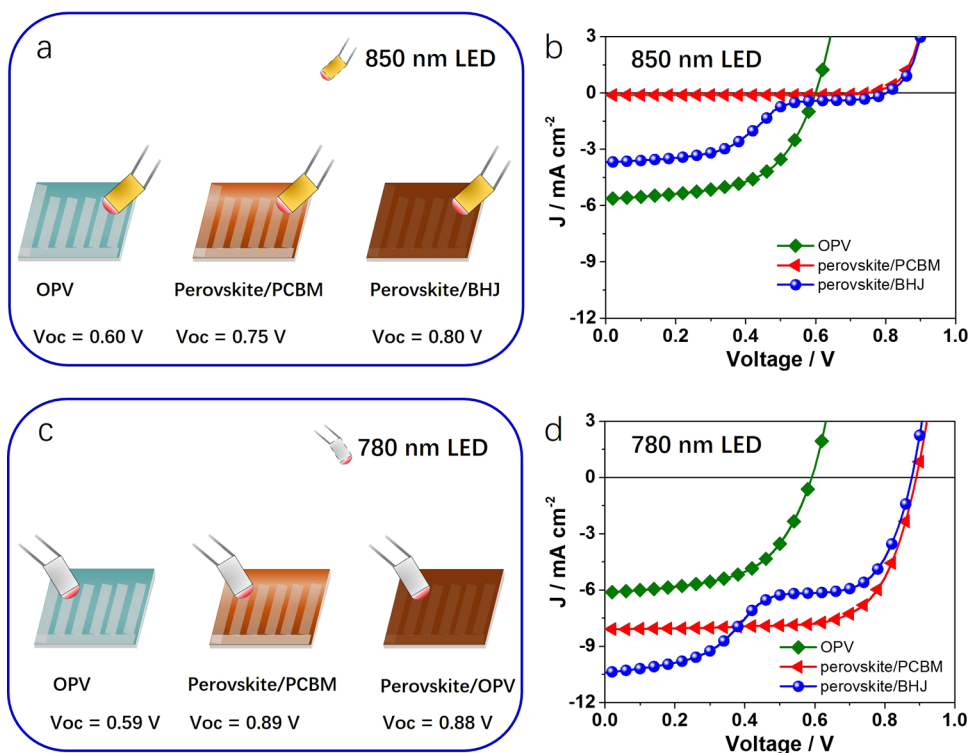 a
850 nm LED
OPV
Perovskite/PCBM
Perovskite/BHJ
Voc = 0.60 V
Voc = 0.75 V
Voc = 0.80 V
b
850 nm LED
3
0
-3
-6
-9
-12
J / mA cm⁻²
OPV
perovskite/PCBM
perovskite/BHJ
0.0 0.2 0.4 0.6 0.8 1.0
Voltage / V
c
780 nm LED
OPV
Perovskite/PCBM
Perovskite/OPV
Voc = 0.59 V
Voc = 0.89 V
Voc = 0.88 V
d
780 nm LED
3
0
-3
-6
-9
-12
J / mA cm⁻²
OPV
perovskite/PCBM
perovskite/BHJ
0.0 0.2 0.4 0.6 0.8 1.0
Voltage / V